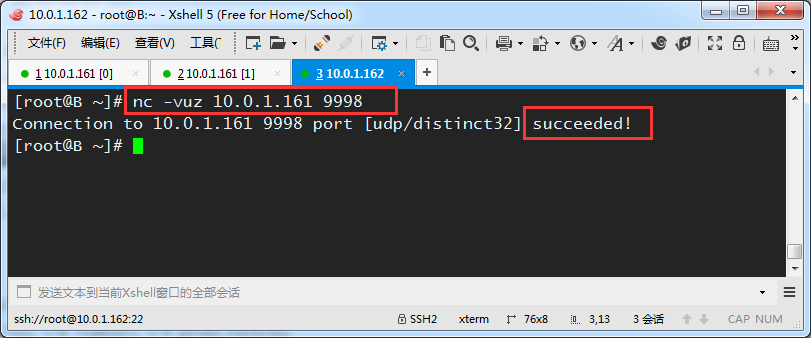 10.0.1.162 - root@B:~ - Xshell 5 (Free for Home/School)
文件(F) 编辑(E) 查看(V) 工具
1 10.0.1.161 [0] × 2 10.0.1.161 [1] × 3 10.0.1.162 × +
[root@B ~]# nc -vuz 10.0.1.161 9998
Connection to 10.0.1.161 9998 port [udp/distinct32] succeeded!
[root@B ~]#
发送文本到当前Xshell窗口的全部会话
ssh://root@10.0.1.162:22 SSH2 xterm 76x8 3,13 3 会话 CAP NUM